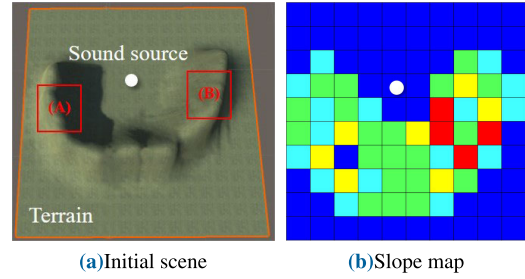 Sound source
(A)
(B)
Terrain
(a)Initial scene
(b)Slope map